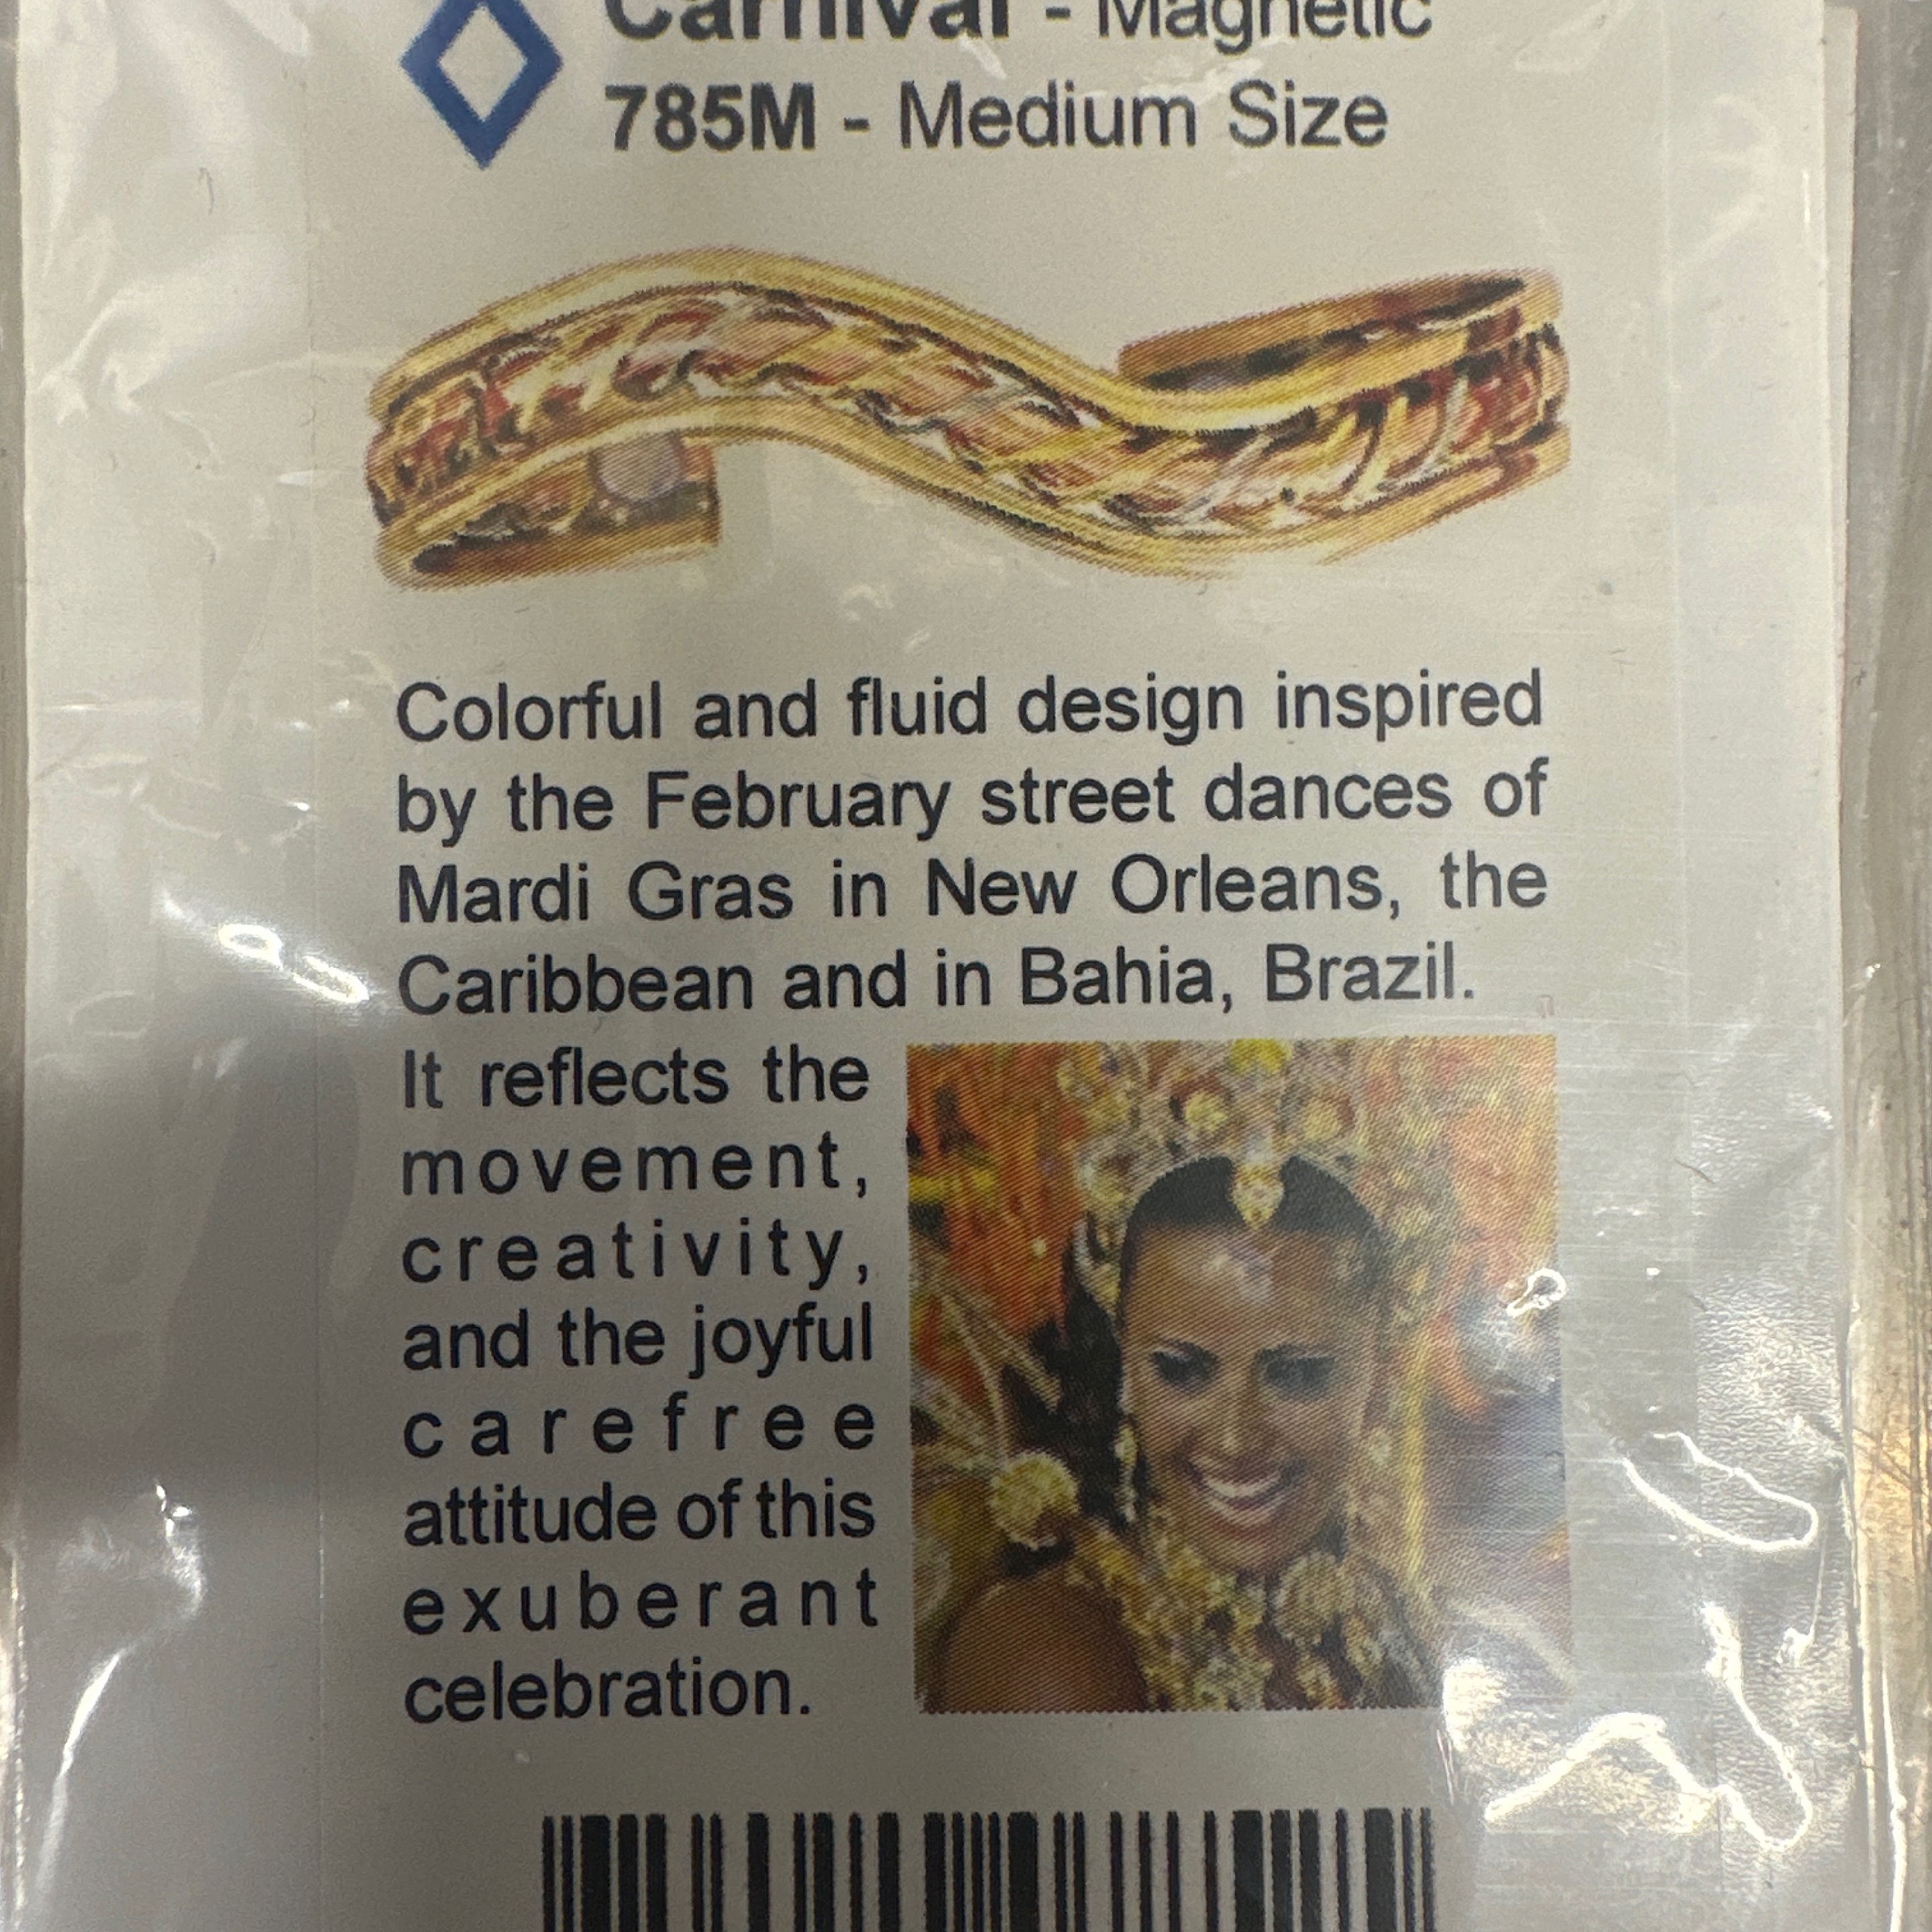 Carnival - Magnetic
785M - Medium Size
Colorful and fluid design inspired
by the February street dances of
Mardi Gras in New Orleans, the
Caribbean and in Bahia, Brazil.
It reflects the
movement,
creativity,
and the joyful
carefree
attitude of this
exuberant
celebration.